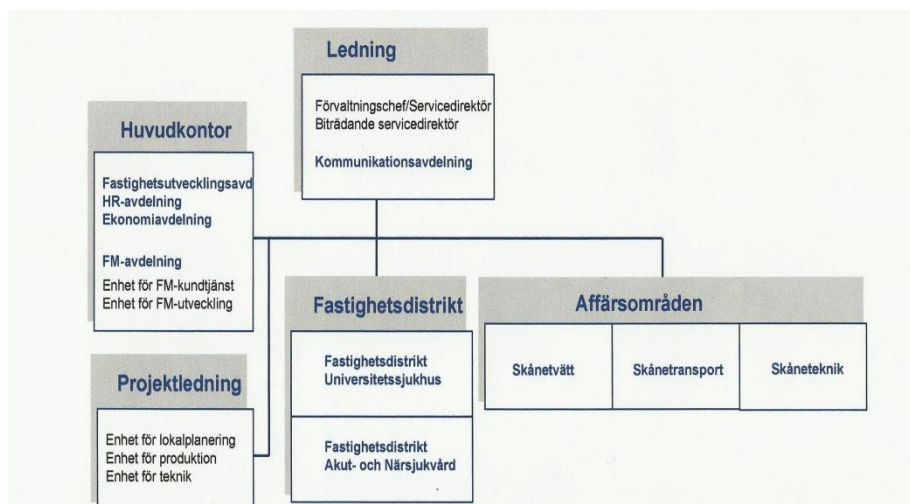 Ledning
Förvaltningschef/Servicedirektör
Biträdande servicedirektör
Kommunikationsavdelning
Huvudkontor
Fastighetsutvecklingsavd
HR-avdelning
Ekonomiavdelning
FM-avdelning
Enhet för FM-kundtjänst
Enhet för FM-utveckling
Projektledning
Enhet för lokalplanering
Enhet för produktion
Enhet för teknik
Fastighetsdistrikt
Fastighetsdistrikt
Universitetssjukhus
Fastighetsdistrikt
Akut- och Närsjukvård
Affärsområden
Skånetvätt
Skånetransport
Skåneteknik